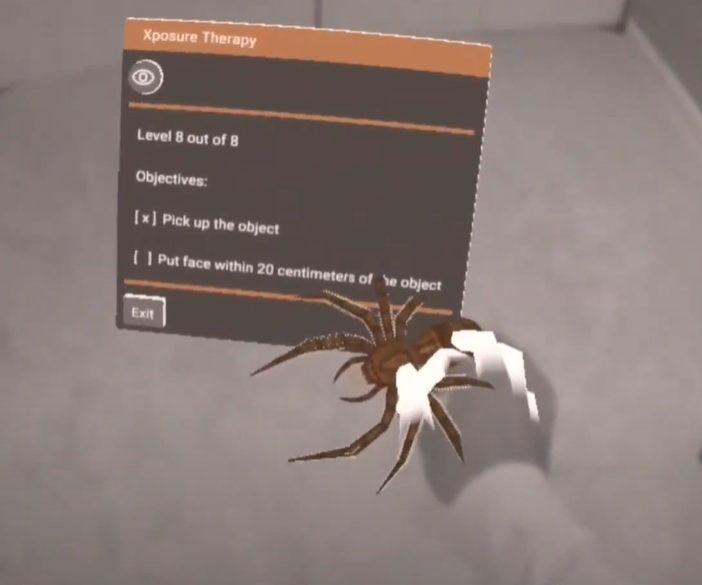 Xposure Therapy
Level 8 out of 8
Objectives:
[x] Pick up the object
[ ] Put face within 20 centimeters of the object
Exit